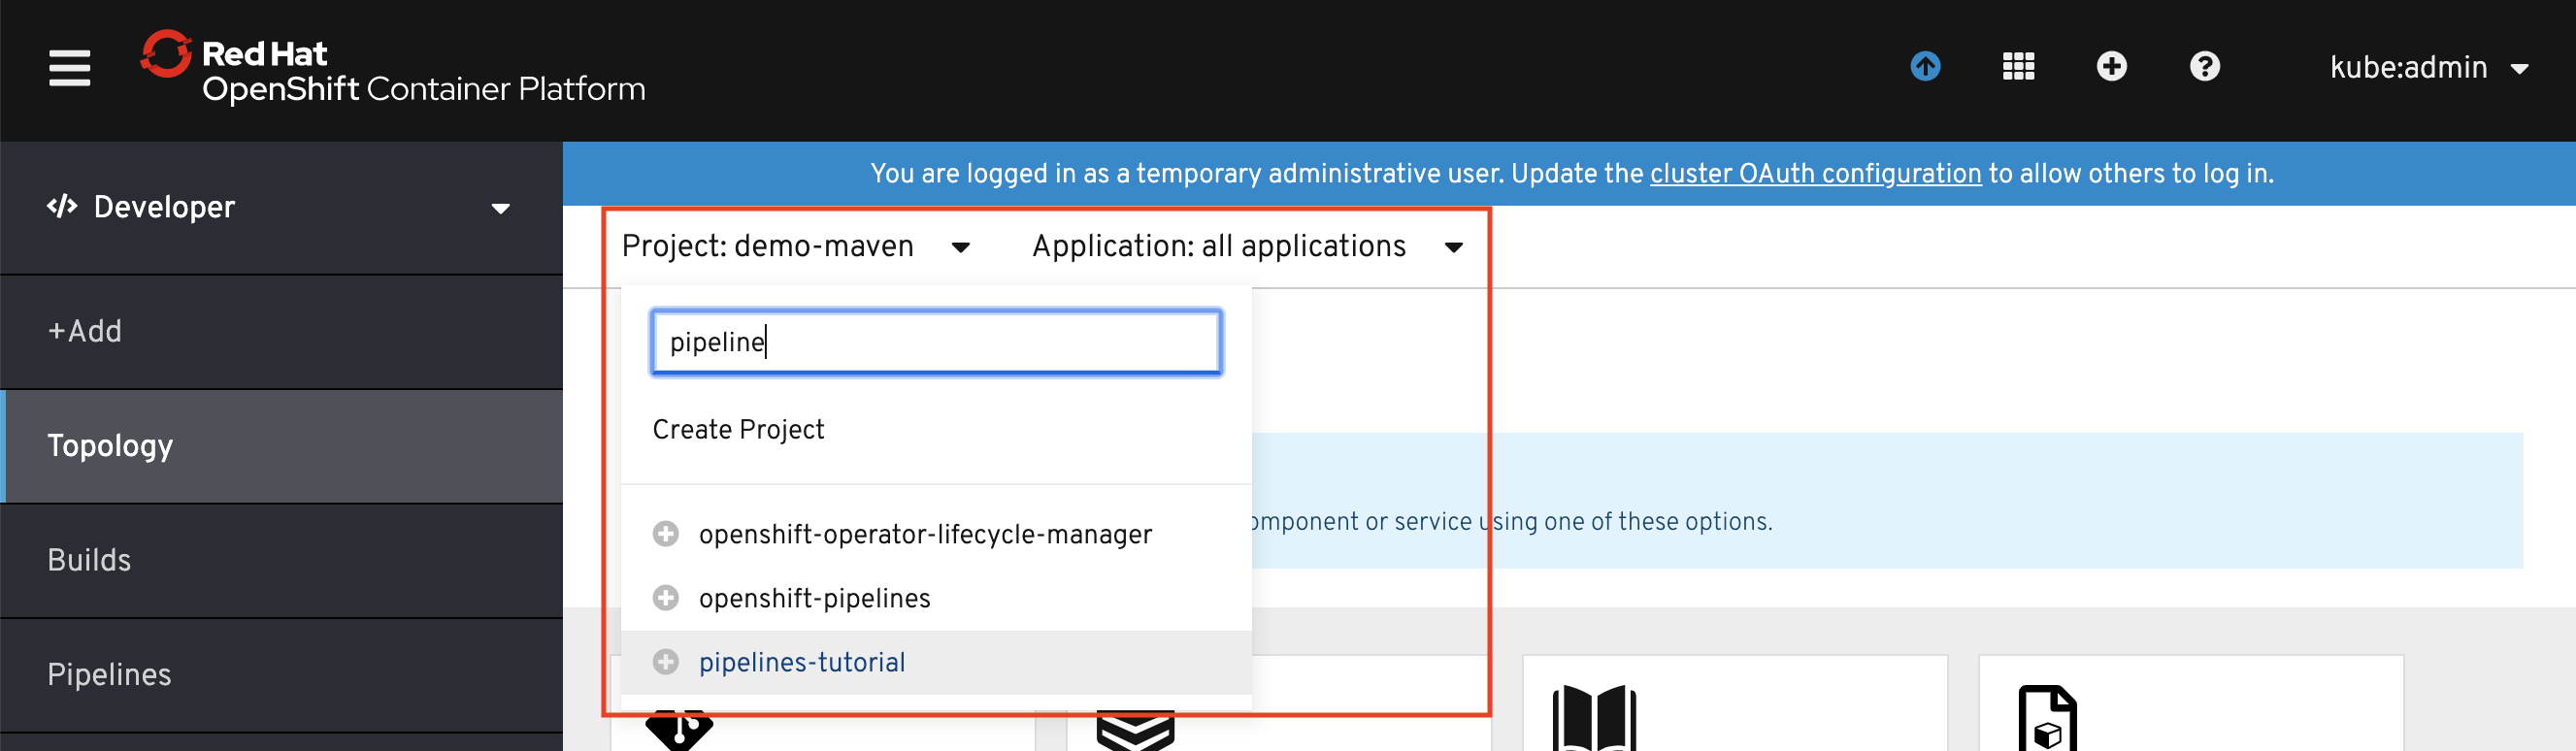 Red Hat
OpenShift Container Platform
kube:admin
You are logged in as a temporary administrative user. Update the cluster OAuth configuration to allow others to log in.
</> Developer
Project: demo-maven
Application: all applications
+Add
pipeline
Create Project
Topology
omponent or service using one of these options.
openshift-operator-lifecycle-manager
Builds
openshift-pipelines
pipelines-tutorial
Pipelines